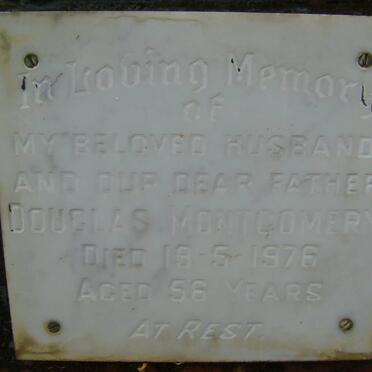 In Loving Memory
of
MY BELOVED HUSBAND
AND OUR DEAR FATHER
DOUGLAS MONTGOMERY
DIED 19-5-1976
AGED 56 YEARS
AT REST.